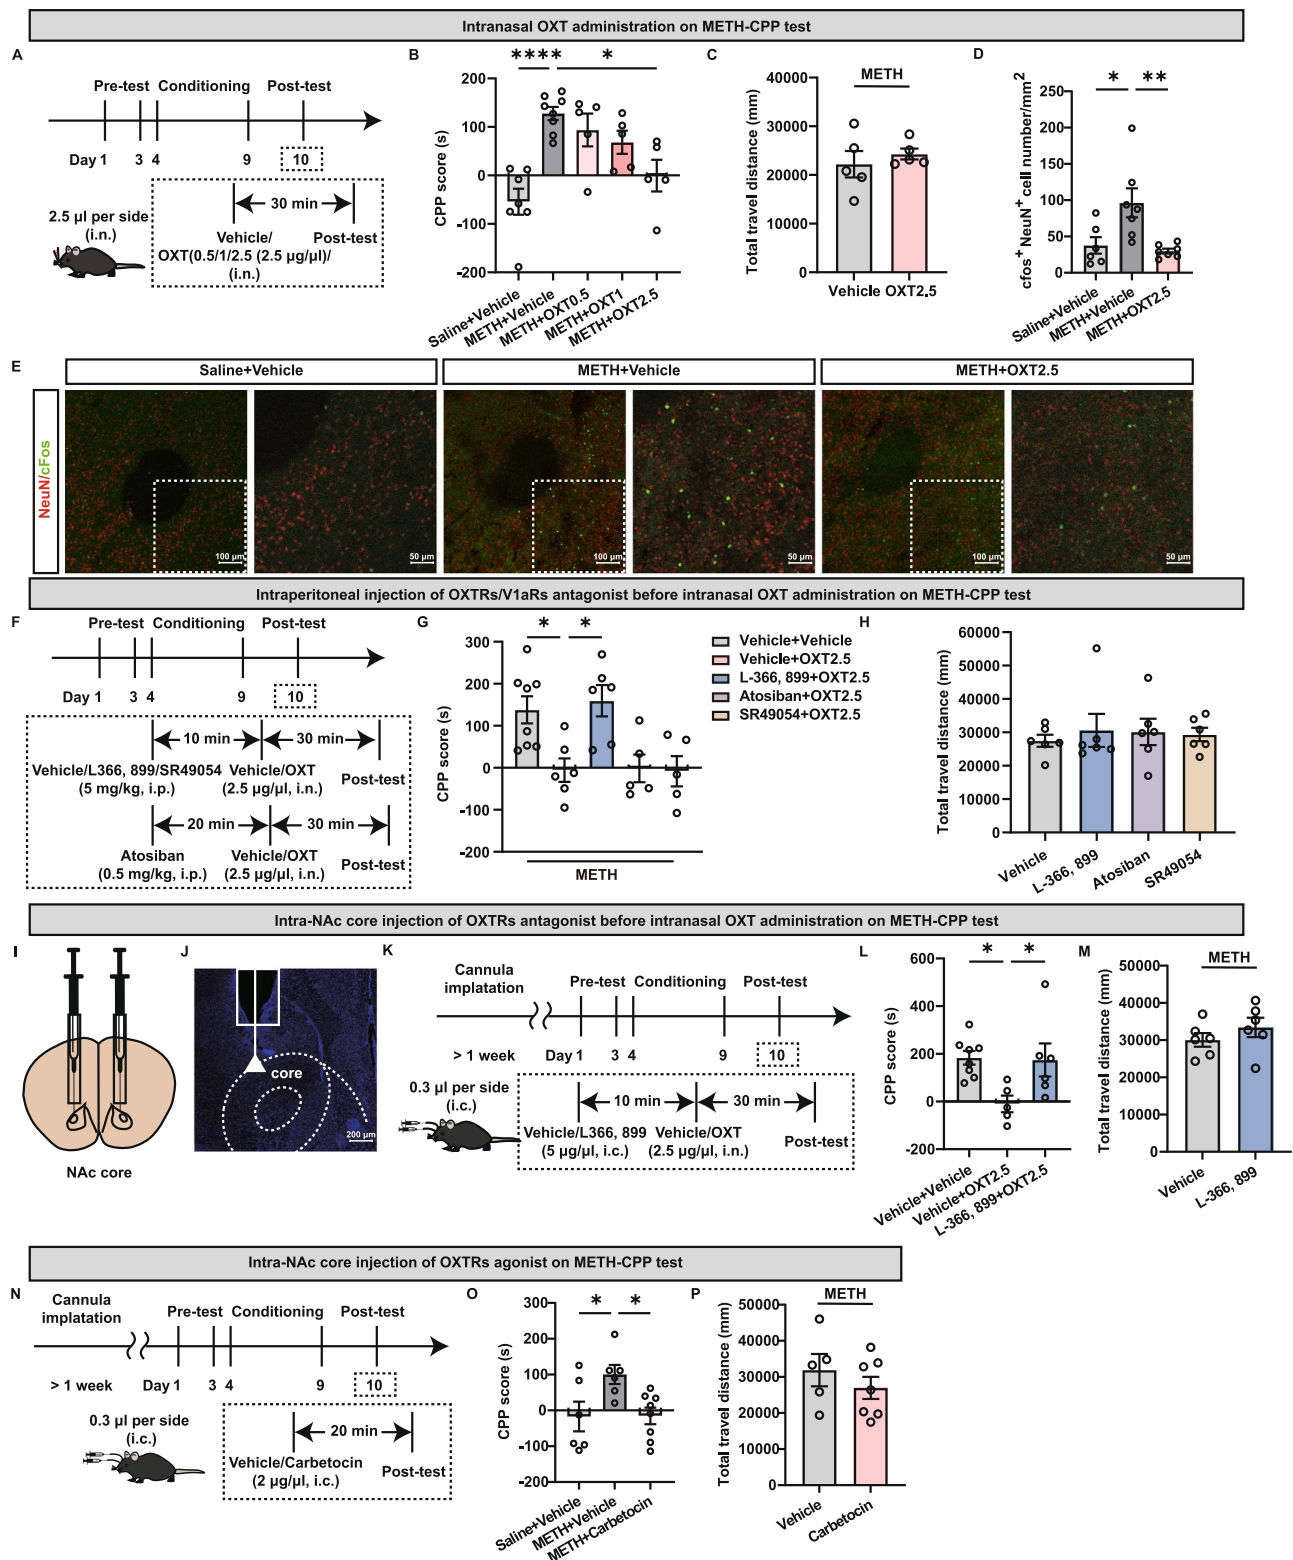 Intranasal OXT administration on METH-CPP test
A
Pre-test Conditioning Post-test
Day 1 3 4 9 10
2.5 µl per side
(i.n.)
30 min
Vehicle/ Post-test
OXT(0.5/1/2.5 (2.5 µg/µl)/
(i.n.)
B
**** *
CPP score (s)
200
100
0
-100
-200
Saline+Vehicle
METH+Vehicle
METH+OXT0.5
METH+OXT1
METH+OXT2.5
C
METH
Total travel distance (mm)
40000
30000
20000
10000
0
Vehicle OXT2.5
D
* **
cfos+ NeuN+ cell number/mm2
250
200
150
100
50
0
Saline+Vehicle
METH+Vehicle
METH+OXT2.5
E
Saline+Vehicle METH+Vehicle METH+OXT2.5
NeuN/cFos
100 µm 50 µm 100 µm 50 µm 100 µm 50 µm
Intraperitoneal injection of OXTRs/V1aRs antagonist before intranasal OXT administration on METH-CPP test
F
Pre-test Conditioning Post-test
Day 1 3 4 9 10
10 min 30 min
Vehicle/L366, 899/SR49054 Vehicle/OXT Post-test
(5 mg/kg, i.p.) (2.5 µg/µl, i.n.)
20 min 30 min
Atosiban Vehicle/OXT Post-test
(0.5 mg/kg, i.p.) (2.5 µg/µl, i.n.)
G
* *
CPP score (s)
300
200
100
0
-100
-200
METH
Vehicle+Vehicle
Vehicle+OXT2.5
L-366, 899+OXT2.5
Atosiban+OXT2.5
SR49054+OXT2.5
H
Total travel distance (mm)
60000
50000
40000
30000
20000
10000
0
Vehicle
L-366, 899
Atosiban
SR49054
Intra-NAc core injection of OXTRs antagonist before intranasal OXT administration on METH-CPP test
I
NAc core
J
core
200 µm
K
Cannula
implatation
Pre-test Conditioning Post-test
> 1 week Day 1 3 4 9 10
0.3 µl per side
(i.c.)
10 min 30 min
Vehicle/L366, 899 Vehicle/OXT Post-test
(5 µg/µl, i.c.) (2.5 µg/µl, i.n.)
L
* *
CPP score (s)
600
400
200
0
-200
Vehicle+Vehicle
Vehicle+OXT2.5
L-366, 899+OXT2.5
M
METH
Total travel distance (mm)
50000
40000
30000
20000
10000
0
Vehicle
L-366, 899
Intra-NAc core injection of OXTRs agonist on METH-CPP test
N
Cannula
implatation
Pre-test Conditioning Post-test
> 1 week Day 1 3 4 9 10
0.3 µl per side
(i.c.)
20 min
Vehicle/Carbetocin Post-test
(2 µg/µl, i.c.)
O
* *
CPP score (s)
300
200
100
0
-100
-200
Saline+Vehicle
METH+Vehicle
METH+Carbetocin
P
METH
Total travel distance (mm)
50000
40000
30000
20000
10000
0
Vehicle
Carbetocin